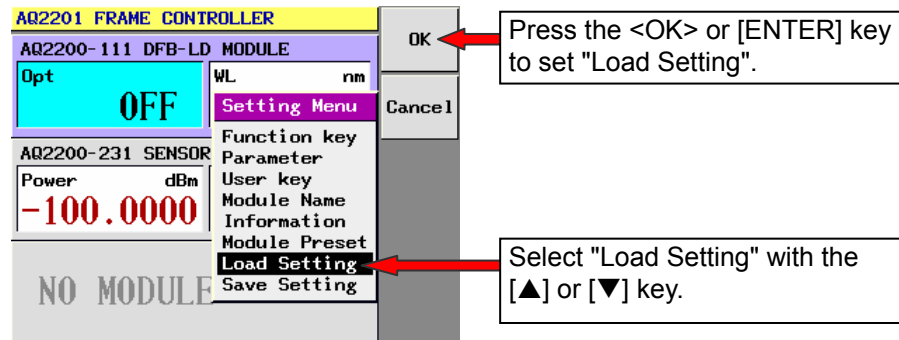 AQ2201 FRAME CONTROLLER
AQ2200-111 DFB-LD MODULE
Opt
OFF
WL nm
Setting Menu
Function key
Parameter
User key
Module Name
Information
Module Preset
Load Setting
Save Setting
AQ2200-231 SENSOR
Power dBm
-100.0000
NO MODULE
OK
Cancel
Press the <OK> or [ENTER] key
to set "Load Setting".
Select "Load Setting" with the
[▲] or [▼] key.